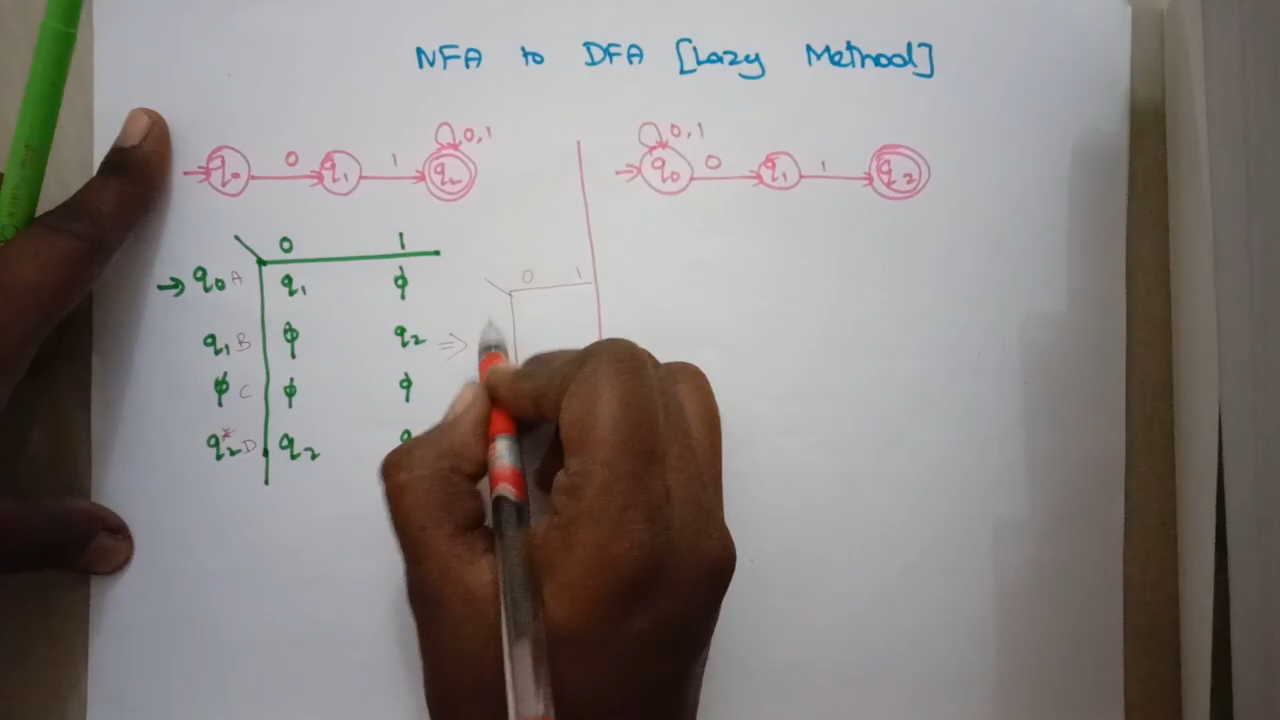 NFA to DFA [Lazy Method]
0 1 0,1
q0 q1 q2
0,1 0 1
q0 q1 q2
0 1
→ q0 A q1 ϕ
q1 B ϕ q2 ⇒
ϕ C ϕ ϕ
q2* D q2
0 1